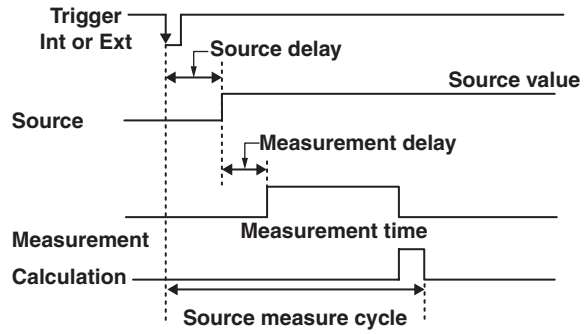 Trigger
Int or Ext
Source delay
Source value
Source
Measurement delay
Measurement
Measurement time
Calculation
Source measure cycle